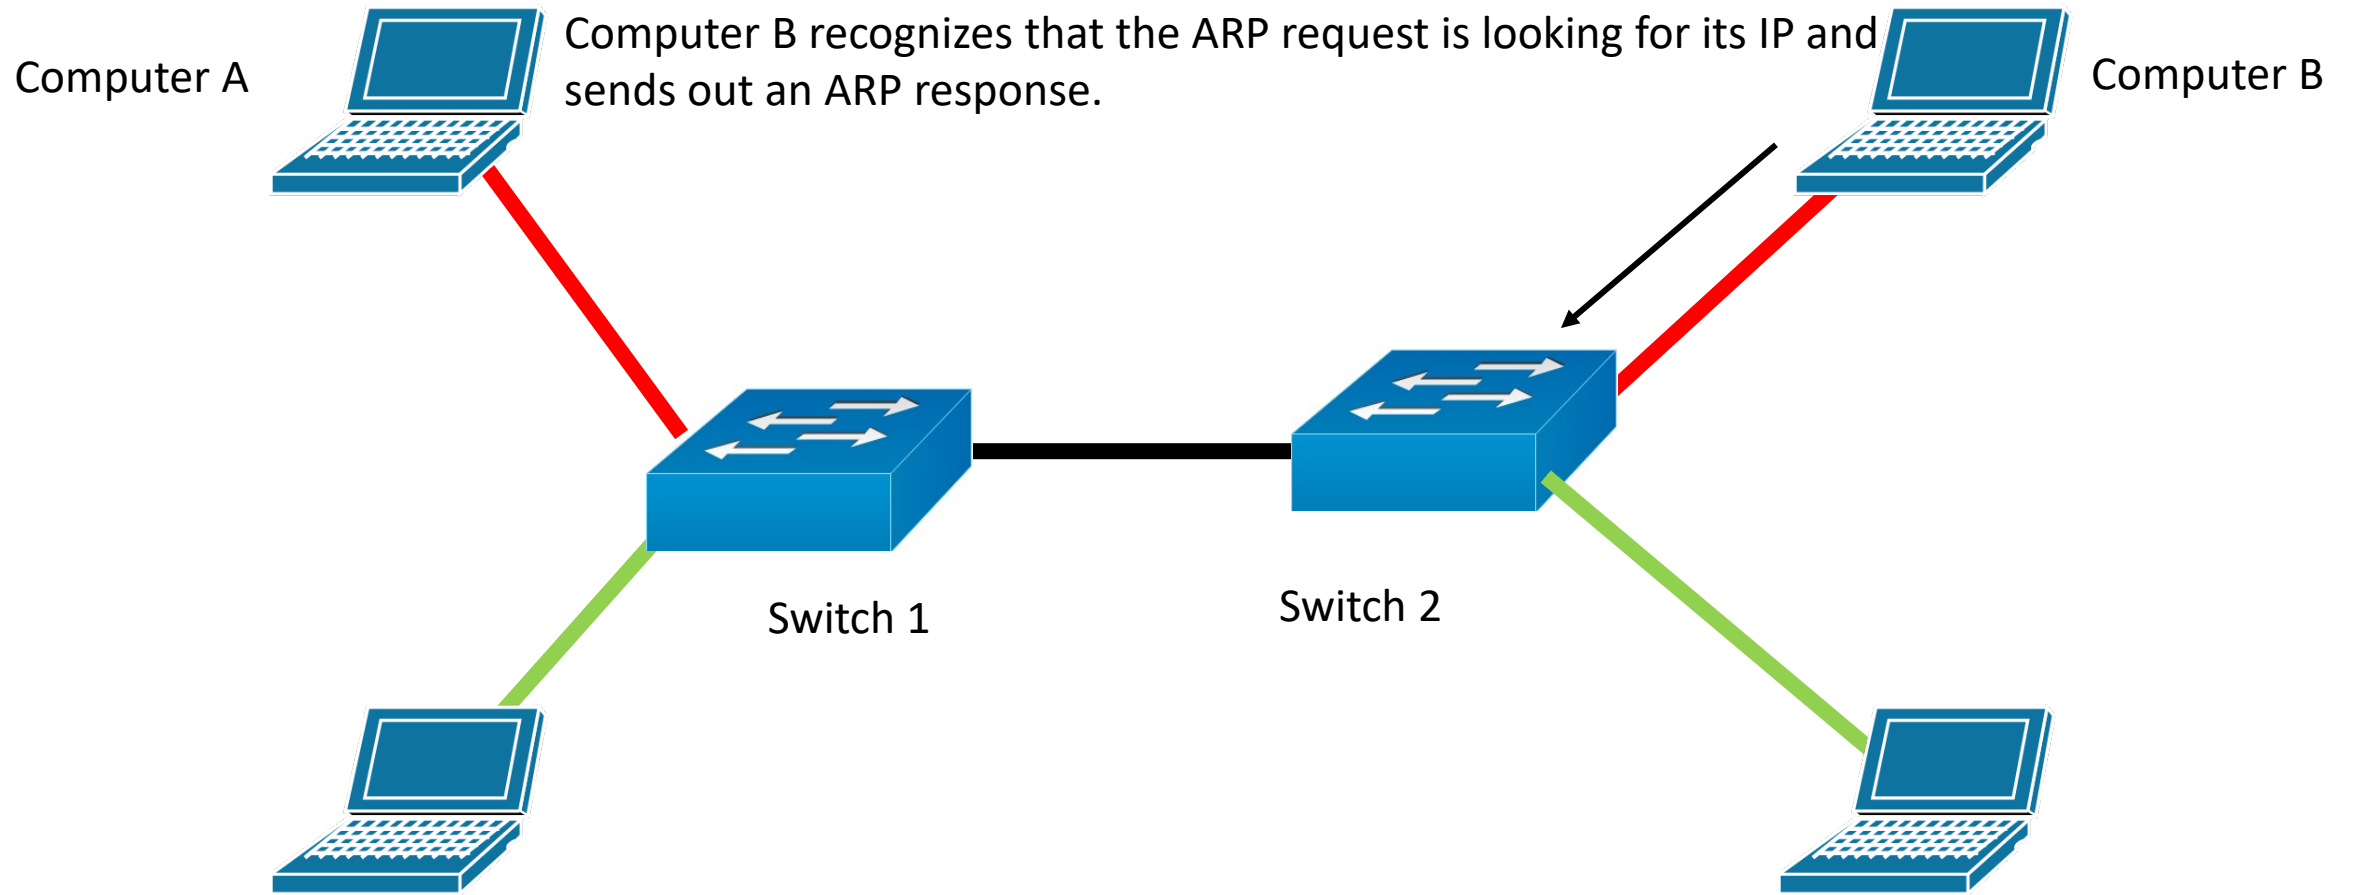 Computer B recognizes that the ARP request is looking for its IP and
sends out an ARP response.
Computer A
Computer B
Switch 1
Switch 2